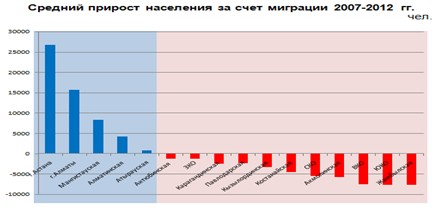 Средний прирост населения за счет миграции 2007-2012 гг.
чел.
30000
25000
20000
15000
10000
5000
0
-5000
-10000
Астана
г.Алматы
Мангистауская
Алматинская
Атырауская
Актюбинская
ЗКО
Карагандинская
Павлодарская
Кызылординская
Костанайская
СКО
Акмолинская
ВКО
ЮКО
Жамбылская